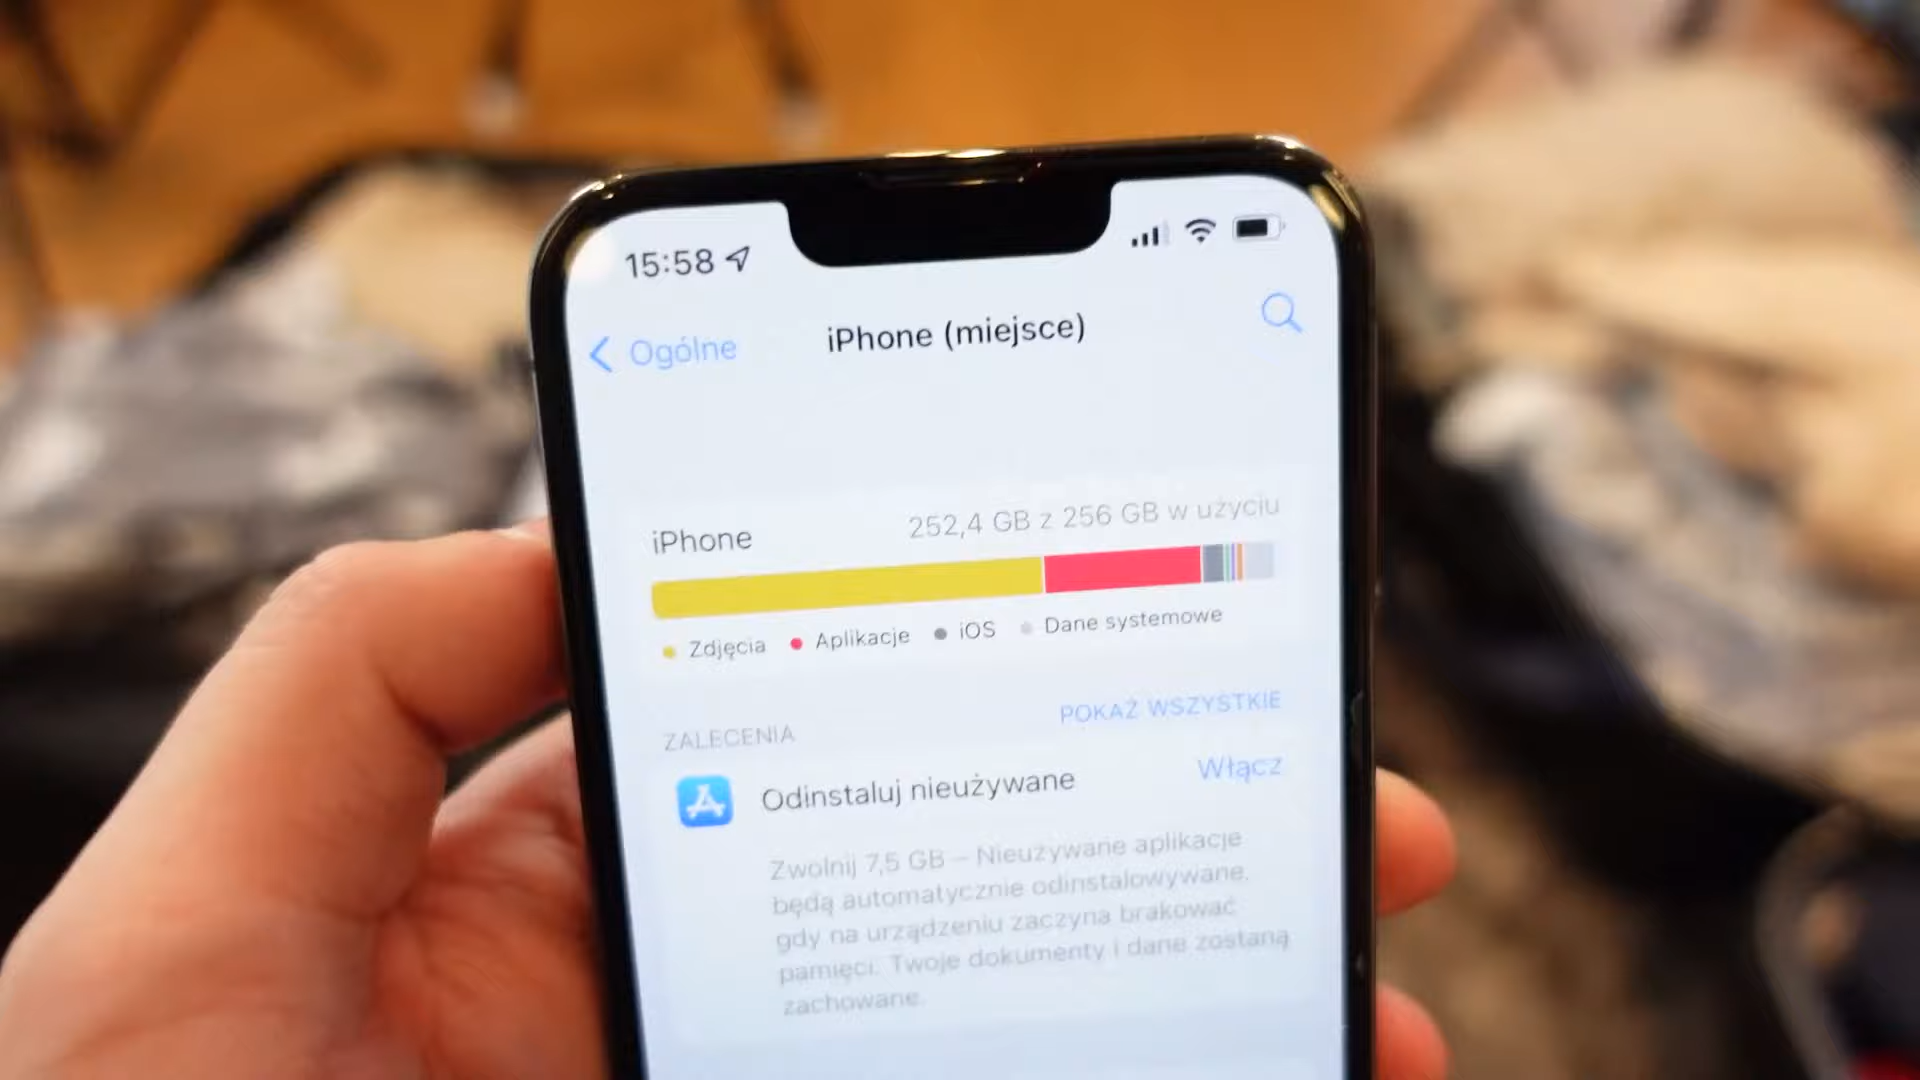 15:58
Ogólne
iPhone (miejsce)
iPhone
252,4 GB z 256 GB w użyciu
Zdjęcia
Aplikacje
iOS
Dane systemowe
ZALECENIA
POKAŻ WSZYSTKIE
Odinstaluj nieużywane
Włącz
Zwolnij 7,5 GB – Nieużywane aplikacje
będą automatycznie odinstalowywane,
gdy na urządzeniu zaczyna brakować
pamięci. Twoje dokumenty i dane zostaną
zachowane.